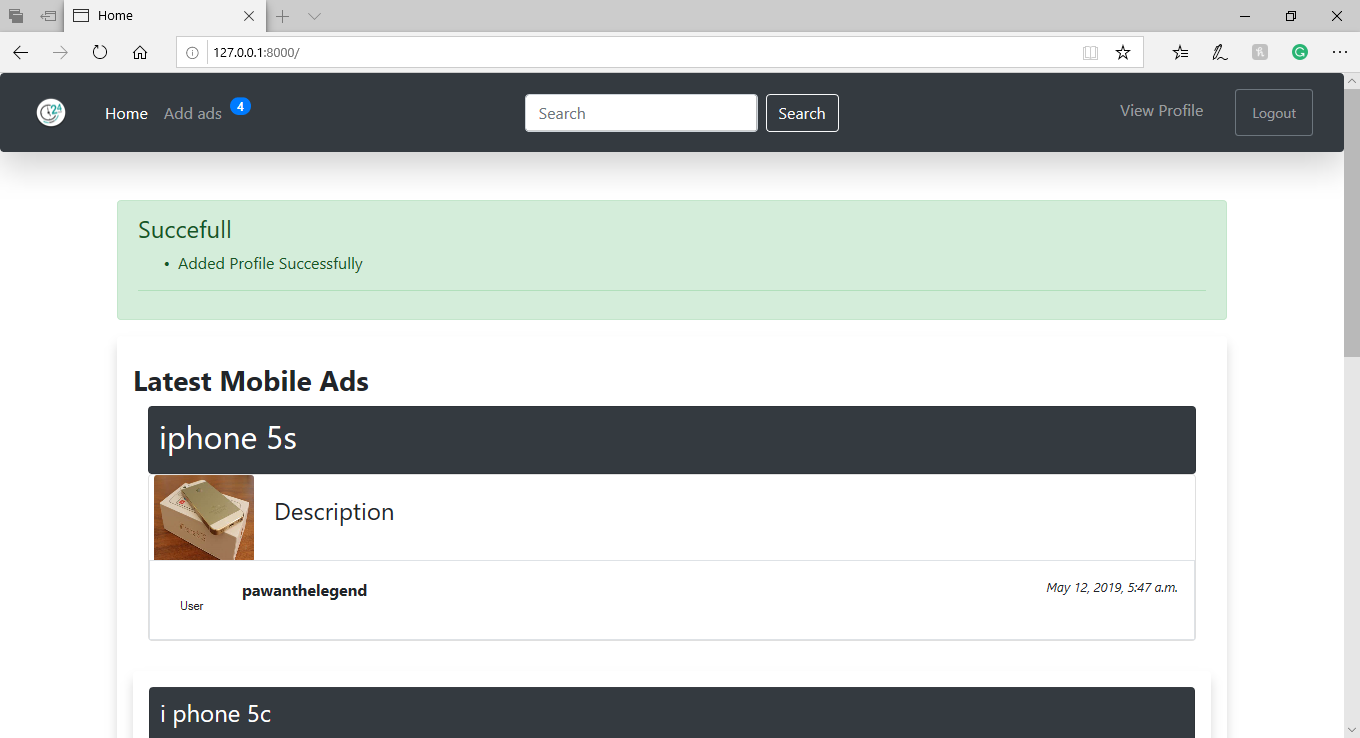 Home
127.0.0.1:8000/
24
Home
Add ads
4
Search
Search
View Profile
Logout
Succefull
• Added Profile Successfully
Latest Mobile Ads
iphone 5s
Description
User
pawanthelegend
May 12, 2019, 5:47 a.m.
i phone 5c